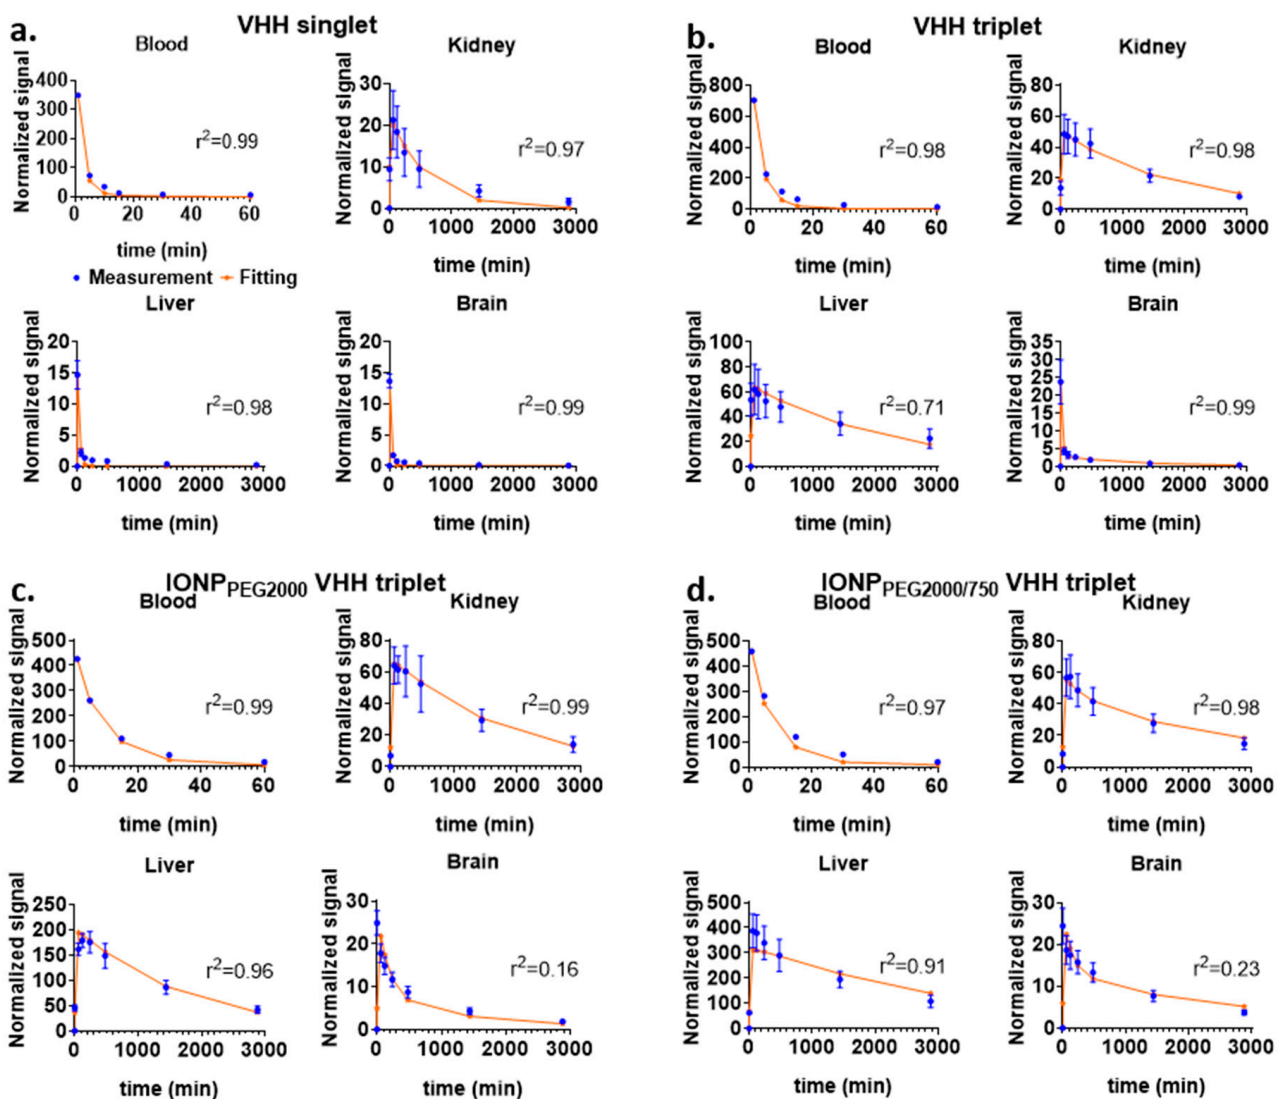 a.
VHH singlet
Blood
Normalized signal
400
300
200
100
0
r²=0.99
0 20 40 60
time (min)
Kidney
Normalized signal
30
20
10
0
r²=0.97
0 1000 2000 3000
time (min)
Measurement Fitting
Liver
Normalized signal
20
15
10
5
0
r²=0.98
0 1000 2000 3000
time (min)
Brain
Normalized signal
20
15
10
5
0
r²=0.99
0 1000 2000 3000
time (min)
b.
VHH triplet
Blood
Normalized signal
800
600
400
200
0
r²=0.98
0 20 40 60
time (min)
Kidney
Normalized signal
80
60
40
20
0
r²=0.98
0 1000 2000 3000
time (min)
Liver
Normalized signal
100
80
60
40
20
0
r²=0.71
0 1000 2000 3000
time (min)
Brain
Normalized signal
35
30
25
20
15
10
5
0
r²=0.99
0 1000 2000 3000
time (min)
c.
IONP PEG2000 VHH triplet
Blood
Normalized signal
500
400
300
200
100
0
r²=0.99
0 20 40 60
time (min)
Kidney
Normalized signal
80
60
40
20
0
r²=0.99
0 1000 2000 3000
time (min)
Liver
Normalized signal
250
200
150
100
50
0
r²=0.96
0 1000 2000 3000
time (min)
Brain
Normalized signal
30
20
10
0
r²=0.16
0 1000 2000 3000
time (min)
d.
IONP PEG2000/750 VHH triplet
Blood
Normalized signal
500
400
300
200
100
0
r²=0.97
0 20 40 60
time (min)
Kidney
Normalized signal
80
60
40
20
0
r²=0.98
0 1000 2000 3000
time (min)
Liver
Normalized signal
500
400
300
200
100
0
r²=0.91
0 1000 2000 3000
time (min)
Brain
Normalized signal
30
20
10
0
r²=0.23
0 1000 2000 3000
time (min)